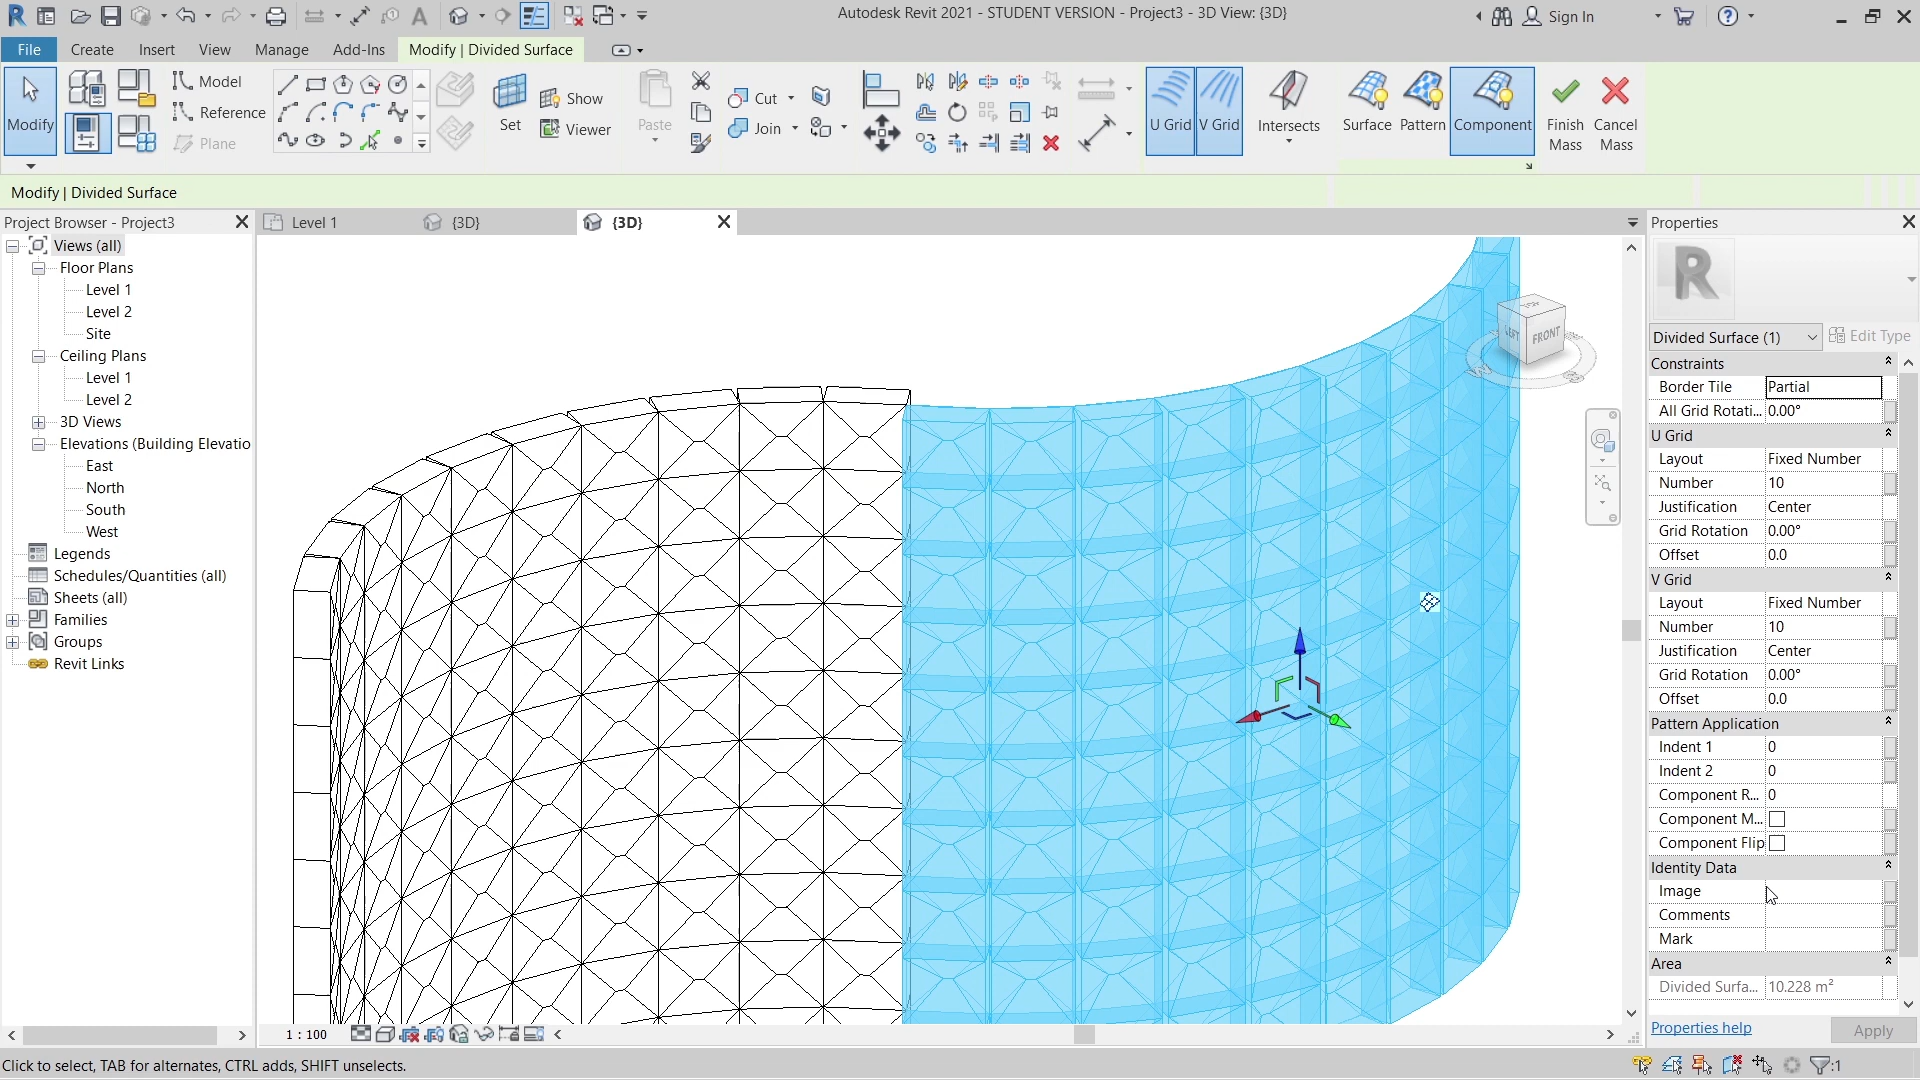 Autodesk Revit 2021 - STUDENT VERSION - Project3 - 3D View: {3D}
Sign In
File
Create
Insert
View
Manage
Add-Ins
Modify | Divided Surface
Modify
Model
Reference
Plane
Set
Show
Viewer
Paste
Cut
Join
U Grid
V Grid
Intersects
Surface
Pattern
Component
Finish
Mass
Cancel
Mass
Modify | Divided Surface
Project Browser - Project3
Level 1
{3D}
{3D}
Properties
Views (all)
Floor Plans
Level 1
Level 2
Site
Ceiling Plans
Level 1
Level 2
3D Views
Elevations (Building Elevatio
East
North
South
West
Legends
Schedules/Quantities (all)
Sheets (all)
Families
Groups
Revit Links
LEFT
FRONT
W
S
Divided Surface (1)
Edit Type
Constraints
Border Tile Partial
All Grid Rotati... 0.00°
U Grid
Layout Fixed Number
Number 10
Justification Center
Grid Rotation 0.00°
Offset 0.0
V Grid
Layout Fixed Number
Number 10
Justification Center
Grid Rotation 0.00°
Offset 0.0
Pattern Application
Indent 1 0
Indent 2 0
Component R... 0
Component M...
Component Flip
Identity Data
Image
Comments
Mark
Area
Divided Surfa... 10.228 m²
Properties help
Apply
1 : 100
Click to select, TAB for alternates, CTRL adds, SHIFT unselects.
:1